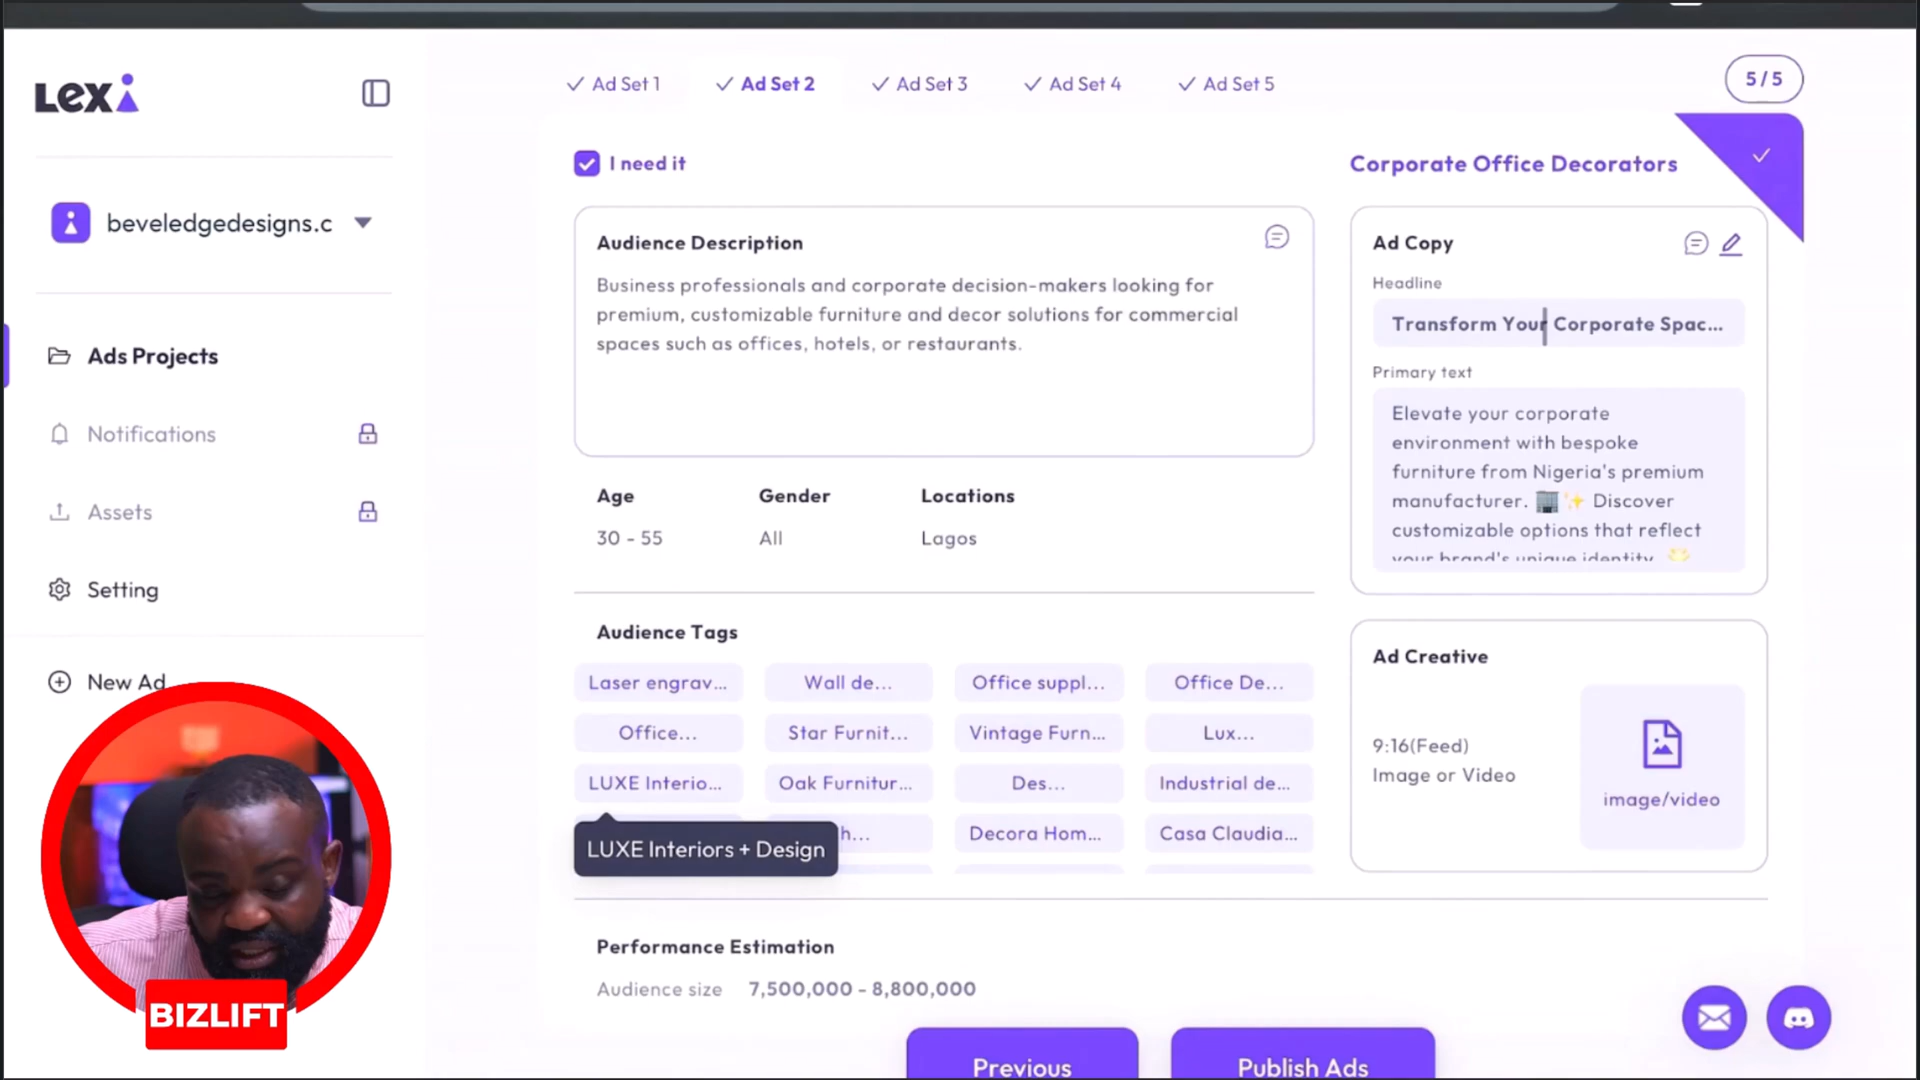 Lexi
beveledgedesigns.c
Ads Projects
Notifications
Assets
Setting
New Ad
BIZLIFT
Ad Set 1
Ad Set 2
Ad Set 3
Ad Set 4
Ad Set 5
5 / 5
I need it
Corporate Office Decorators
Audience Description
Business professionals and corporate decision-makers looking for
premium, customizable furniture and decor solutions for commercial
spaces such as offices, hotels, or restaurants.
Age
Gender
Locations
30 - 55
All
Lagos
Audience Tags
Laser engrav...
Wall de...
Office suppl...
Office De...
Office...
Star Furnit...
Vintage Furn...
Lux...
LUXE Interio...
Oak Furnitur...
Des...
Industrial de...
h...
Decora Hom...
Casa Claudia...
LUXE Interiors + Design
Ad Copy
Headline
Transform Your Corporate Spac...
Primary text
Elevate your corporate
environment with bespoke
furniture from Nigeria's premium
manufacturer. 🏢✨ Discover
customizable options that reflect
your brand's unique identity.
Ad Creative
9:16(Feed)
Image or Video
image/video
Performance Estimation
Audience size 7,500,000 - 8,800,000
Previous
Publish Ads